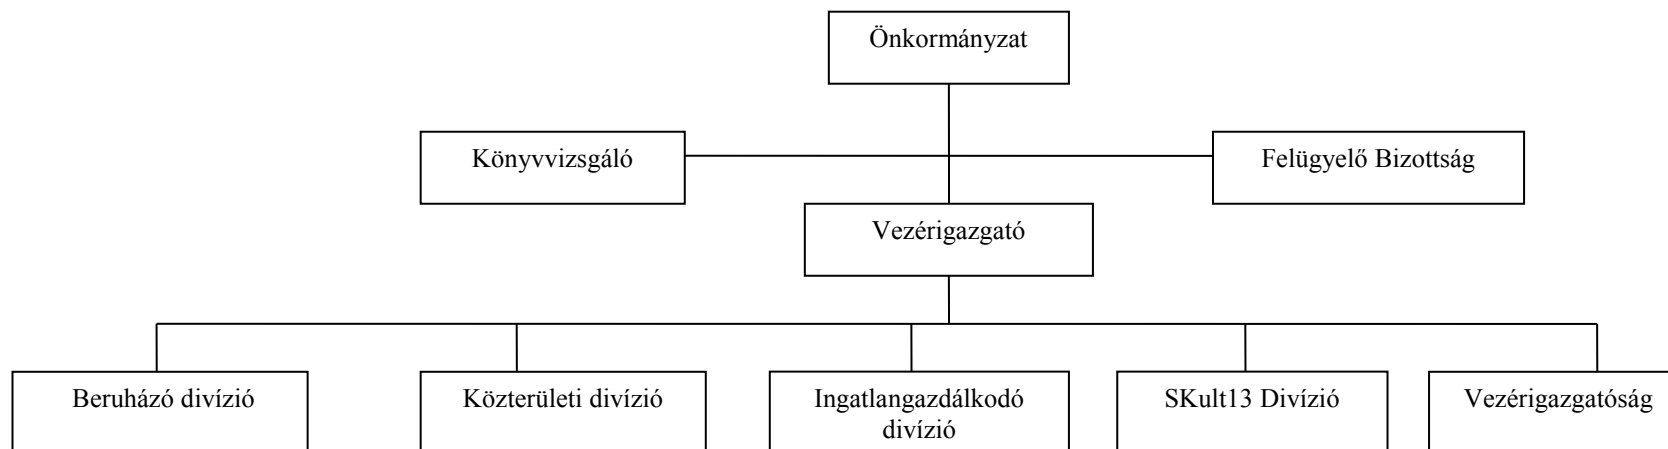 Önkormányzat
Könyvvizsgáló
Felügyelő Bizottság
Vezérigazgató
Beruházó divízió
Közterületi divízió
Ingatlangazdálkodó
divízió
SKult13 Divízió
Vezérigazgatóság